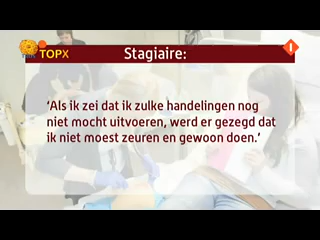 TOPX
1
Stagiaire:
‘Als ik zei dat ik zulke handelingen nog
niet mocht uitvoeren, werd er gezegd dat
ik niet moest zeuren en gewoon doen.’